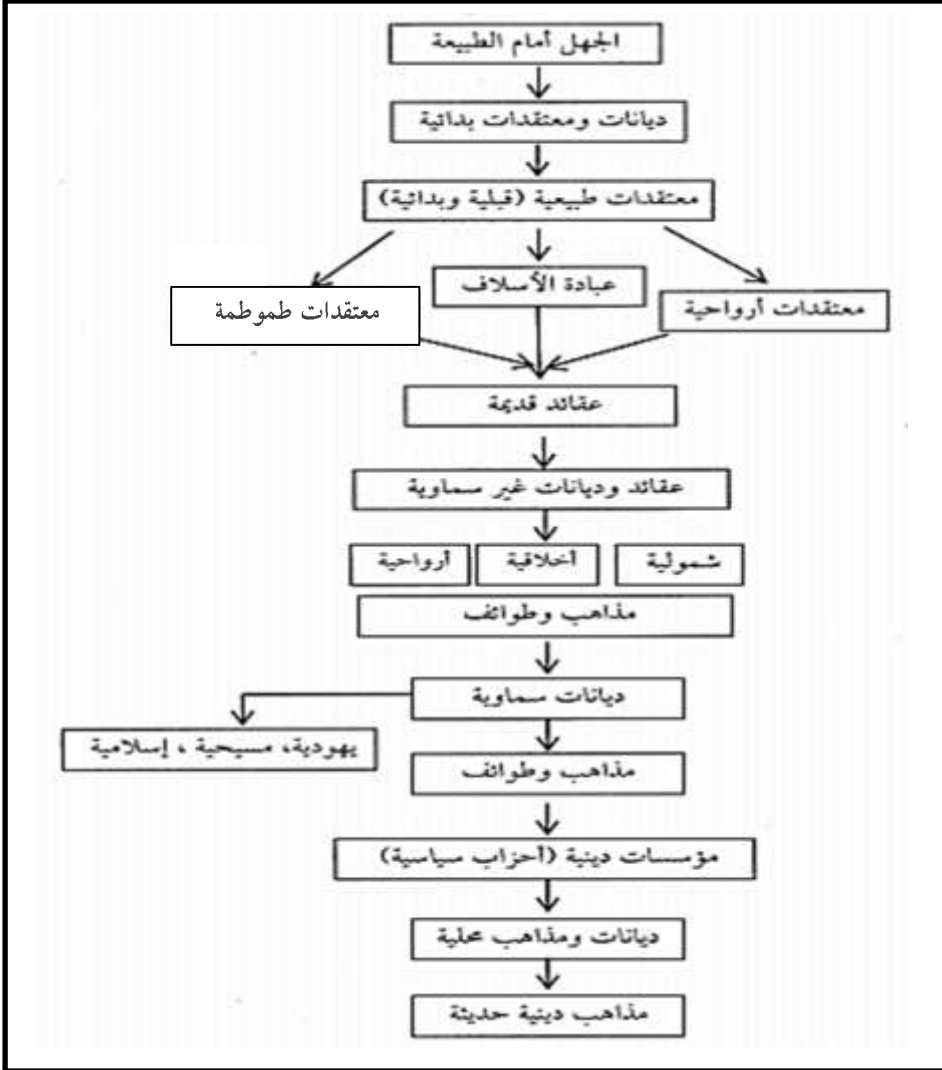 الجهل أمام الطبيعة
ديانات ومعتقدات بدائية
معتقدات طبيعية (قبلية وبدائية)
عبادة الأسلاف
معتقدات أرواحية
معتقدات طموطمة
عقائد قديمة
عقائد وديانات غير سماوية
شمولية
أخلاقية
أرواحية
مذاهب وطوائف
ديانات سماوية
يهودية، مسيحية ، إسلامية
مذاهب وطوائف
مؤسسات دينية (أحزاب سياسية)
ديانات ومذاهب محلية
مذاهب دينية حديثة